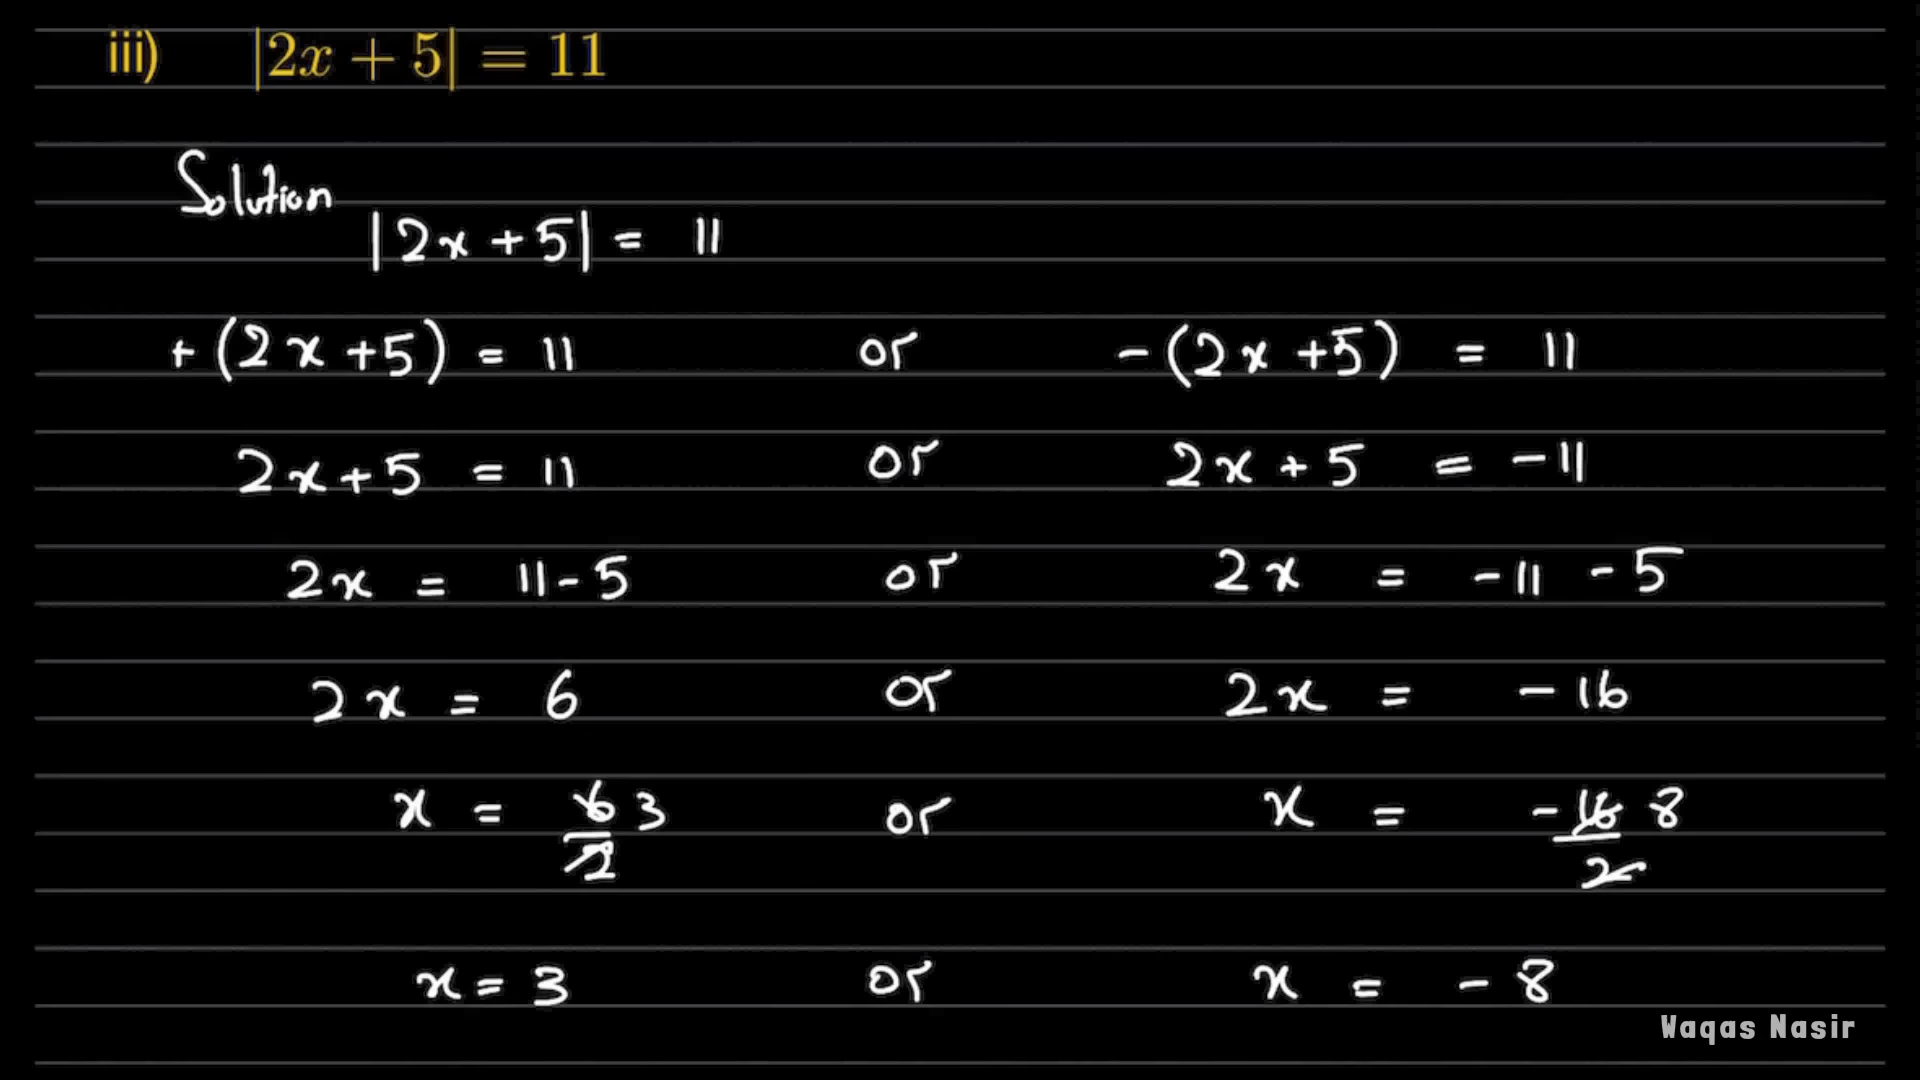 iii) |2x + 5| = 11
Solution
|2x + 5| = 11
+(2x + 5) = 11 or -(2x + 5) = 11
2x + 5 = 11 or 2x + 5 = -11
2x = 11 - 5 or 2x = -11 - 5
2x = 6 or 2x = -16
x = 6/2 3 or x = -16/2 8
x = 3 or x = -8
Waqas Nasir